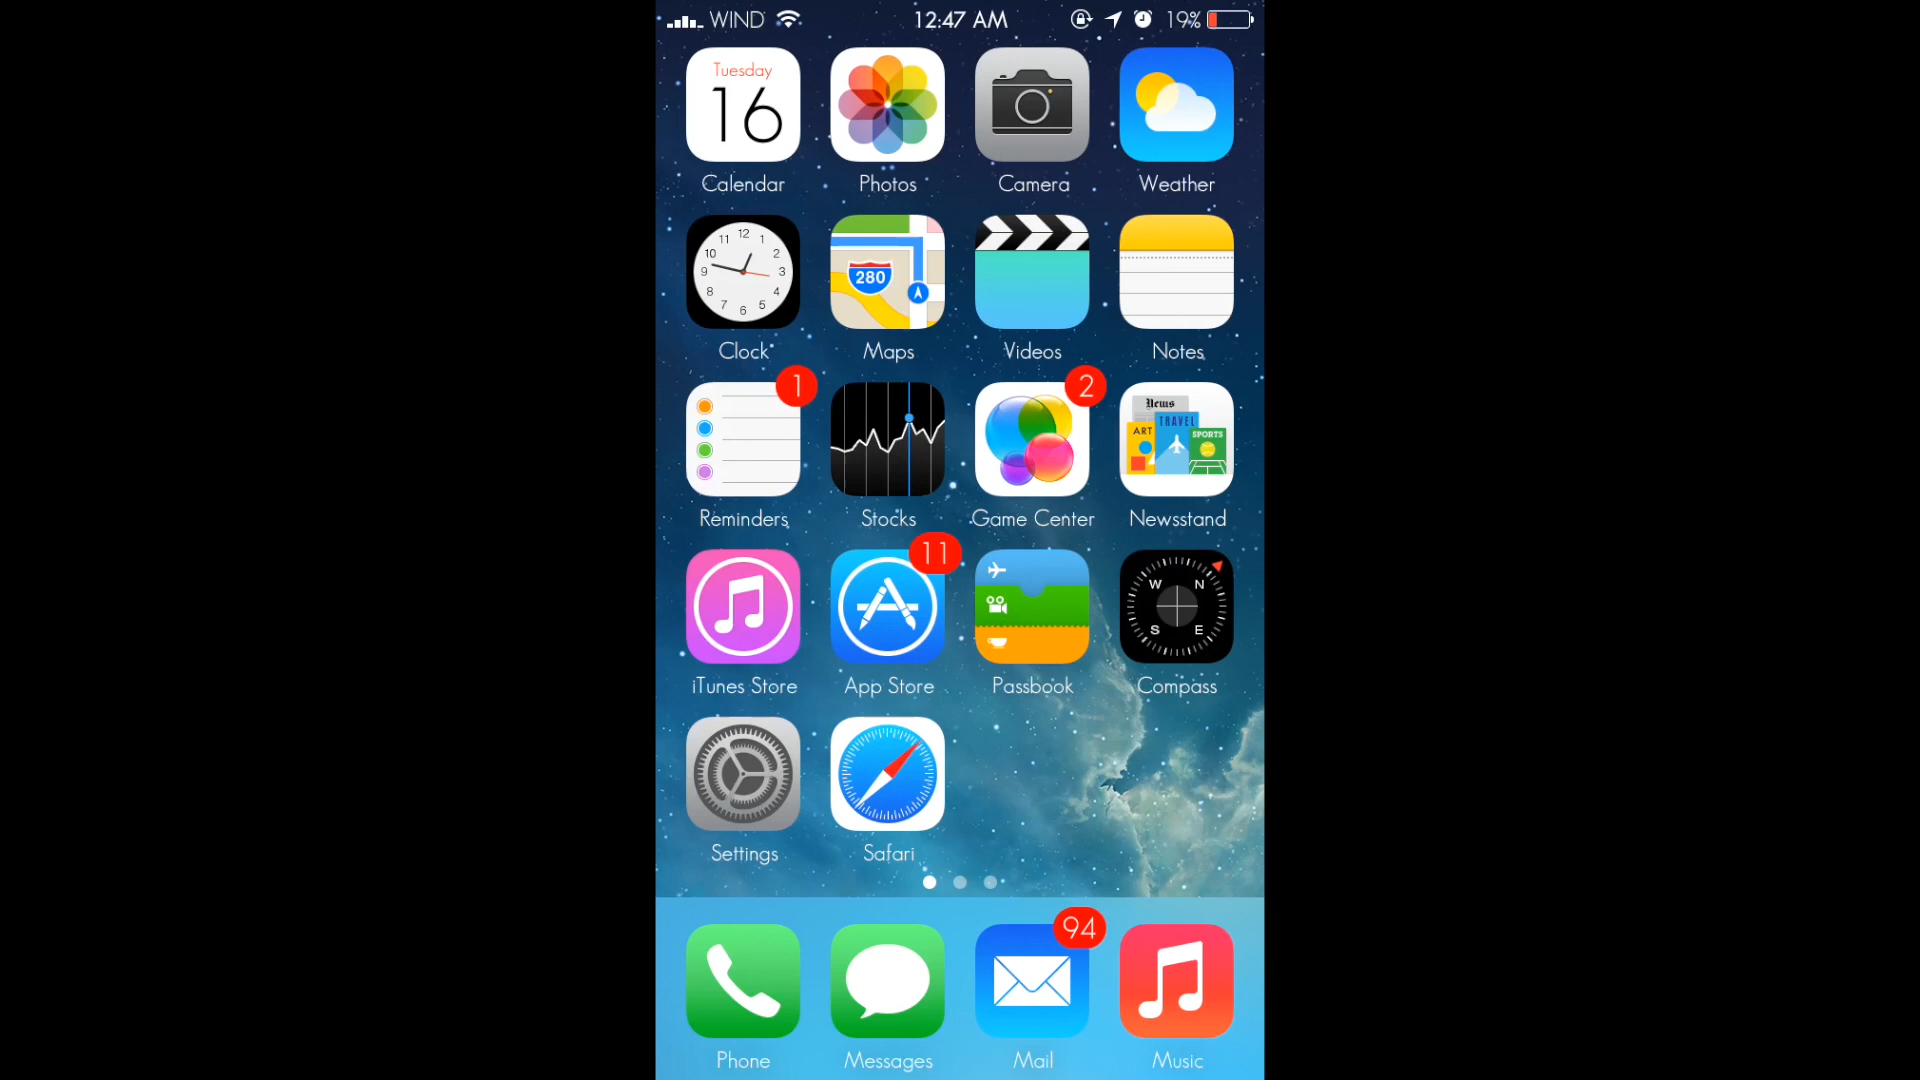 WIND 12:47 AM 19%
Tuesday
16
Calendar Photos Camera Weather
12
11 1
10 2
9 3
8 4
7 5
6
280
Clock Maps Videos Notes
1 2
News
TRAVEL
ART
SPORTS
Reminders Stocks Game Center Newsstand
11
W N
S E
iTunes Store App Store Passbook Compass
Settings Safari
94
Phone Messages Mail Music